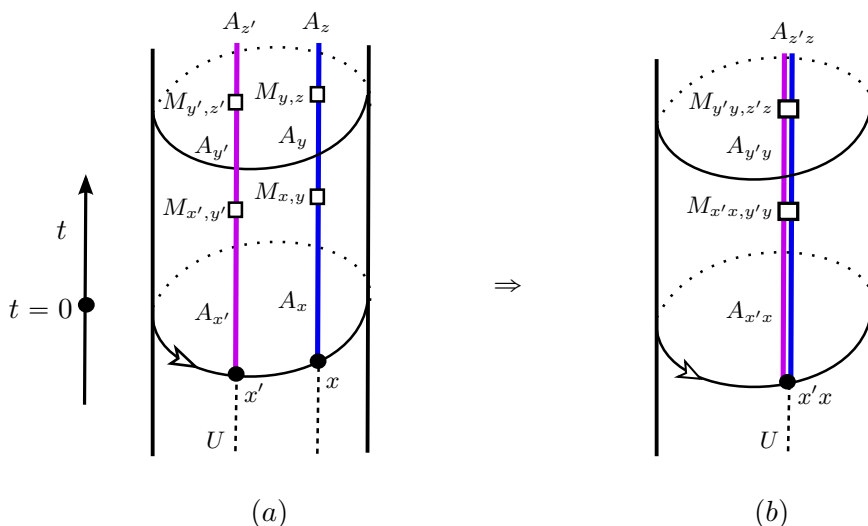 A_{z'} A_z A_{z'z}
M_{y',z'} M_{y,z} M_{y'y,z'z}
A_{y'} A_y A_{y'y}
M_{x',y'} M_{x,y} M_{x'x,y'y}
t
t = 0 ⇒
A_{x'} A_x A_{x'x}
x' x x'x
U U
(a) (b)